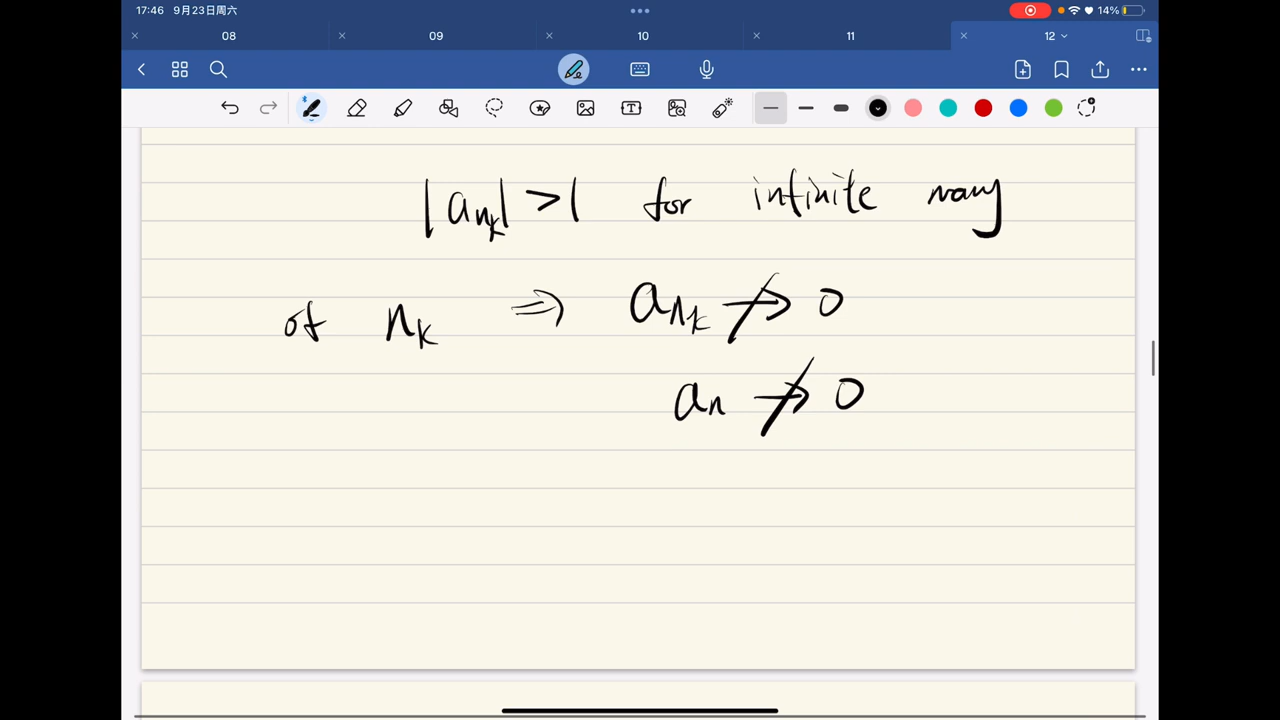 17:46 9月23日周六 14%
08 09 10 11 12
|a_{n_k}| > 1 for infinite many
of n_k ⇒ a_{n_k} ↛ 0
a_n ↛ 0